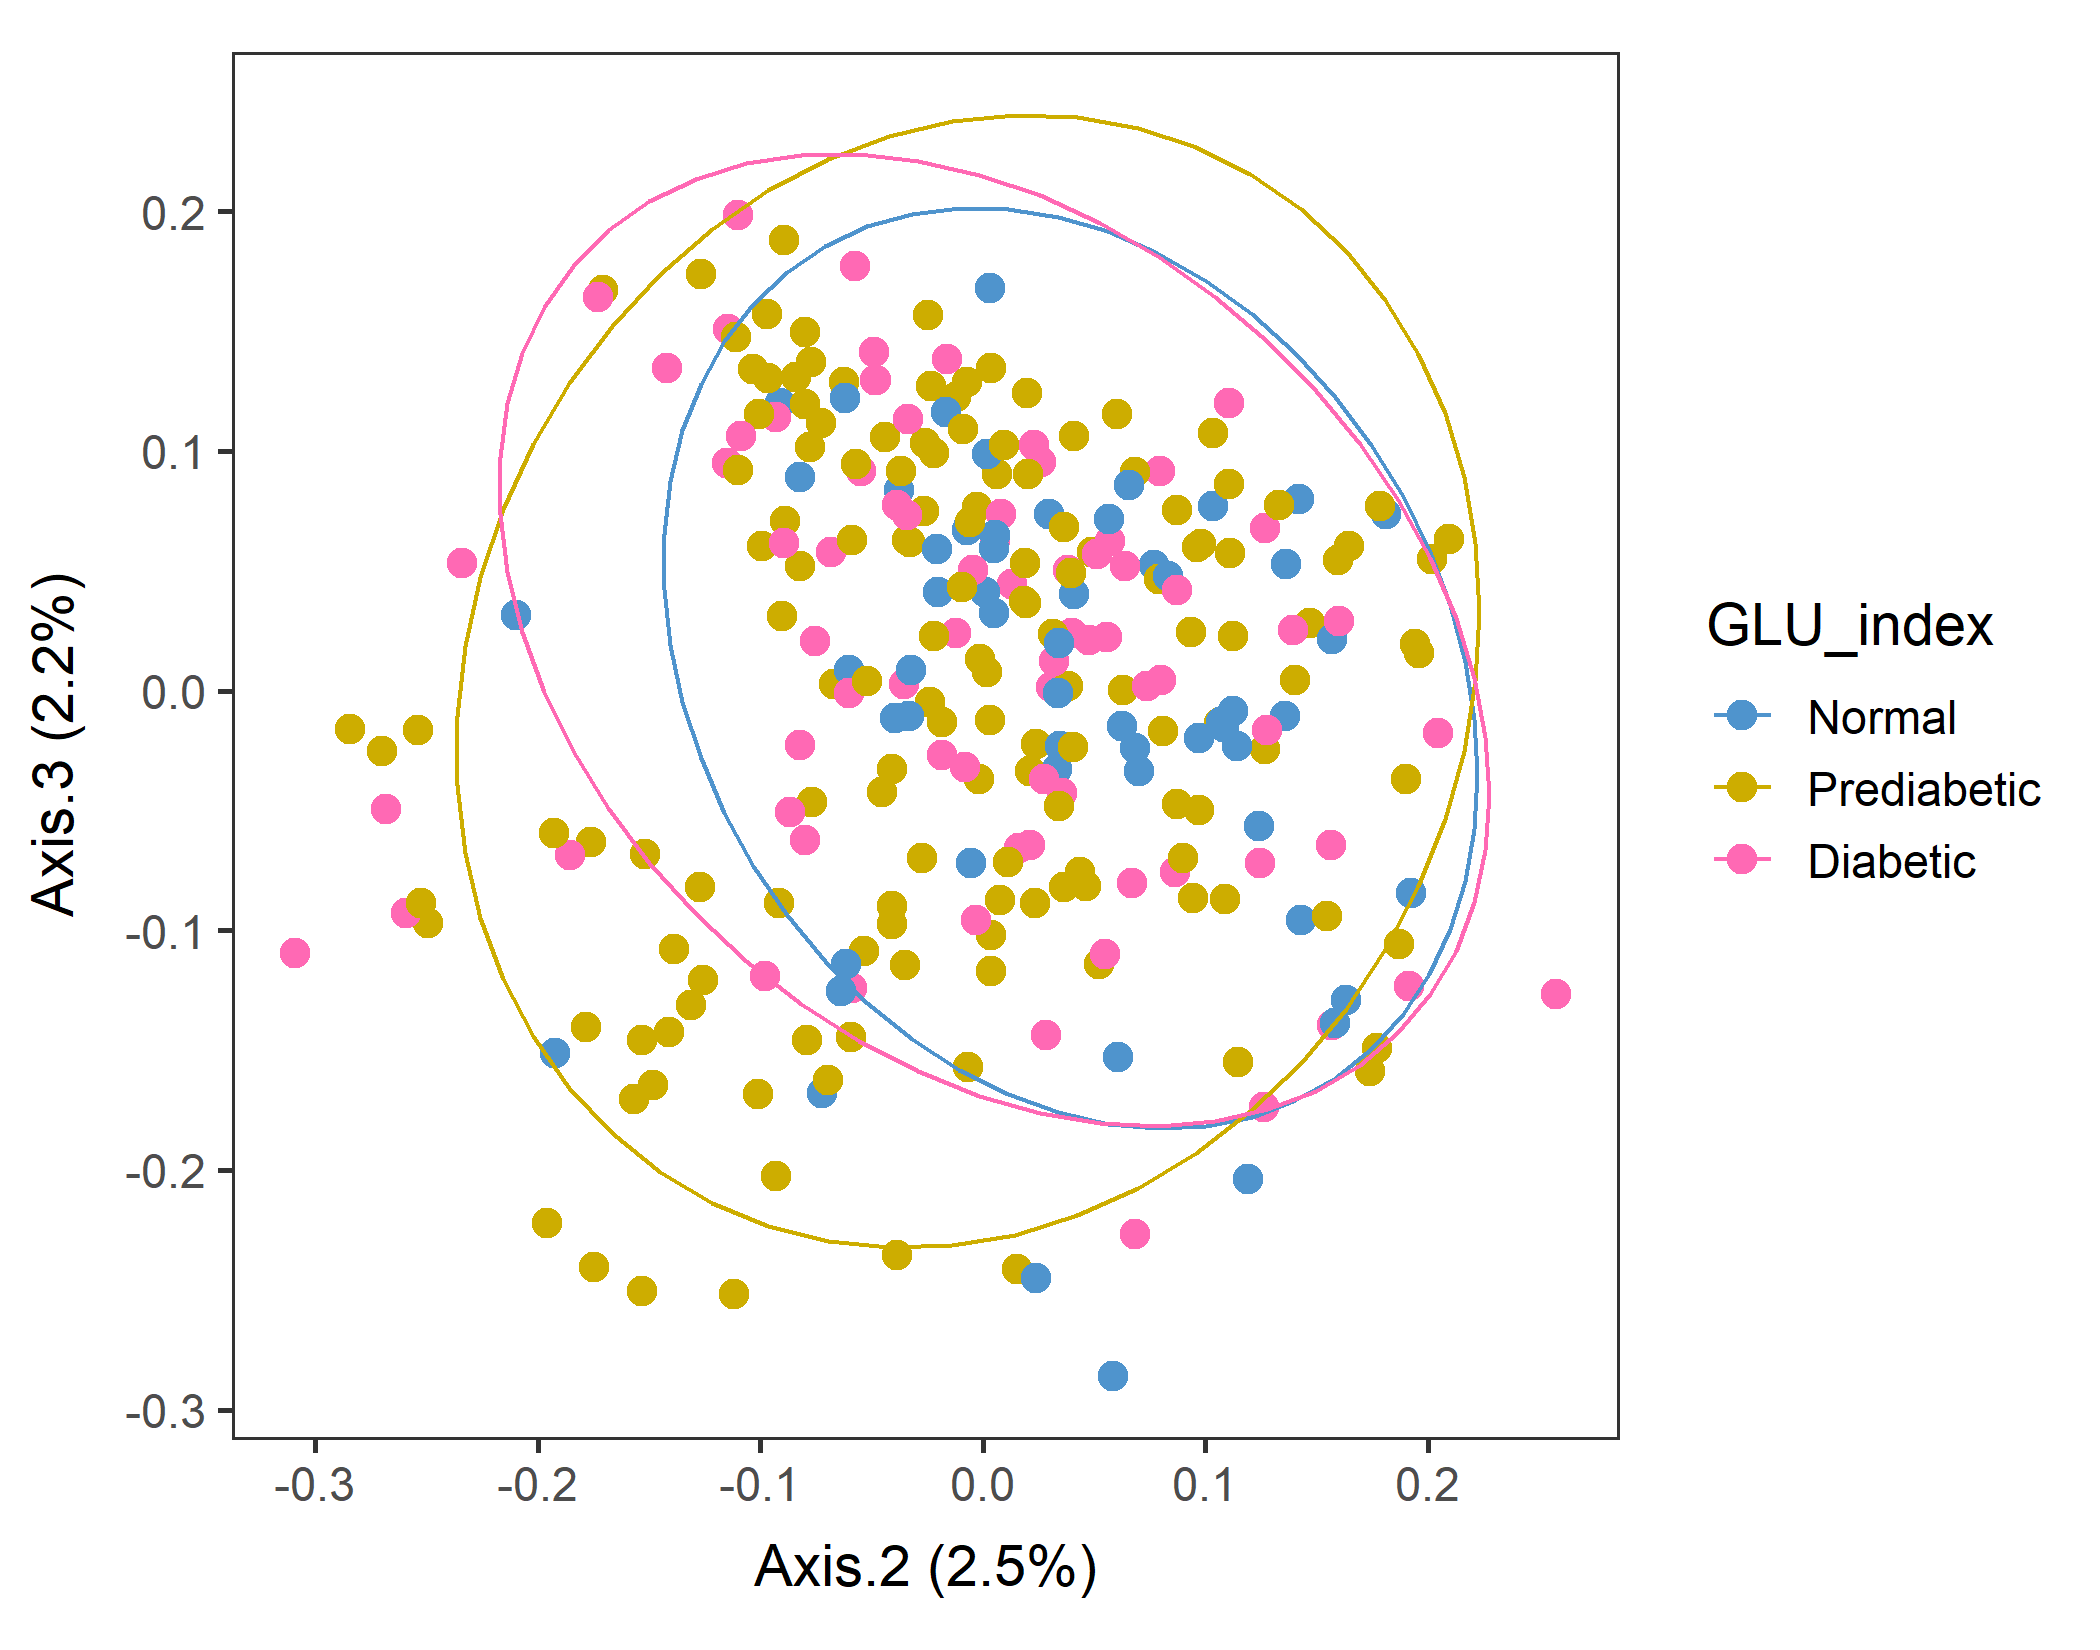 0.2
0.1
0.0
-0.1
-0.2
-0.3
-0.3
-0.2
-0.1
0.0
0.1
0.2
Axis.3 (2.2%)
Axis.2 (2.5%)
GLU_index
Normal
Prediabetic
Diabetic